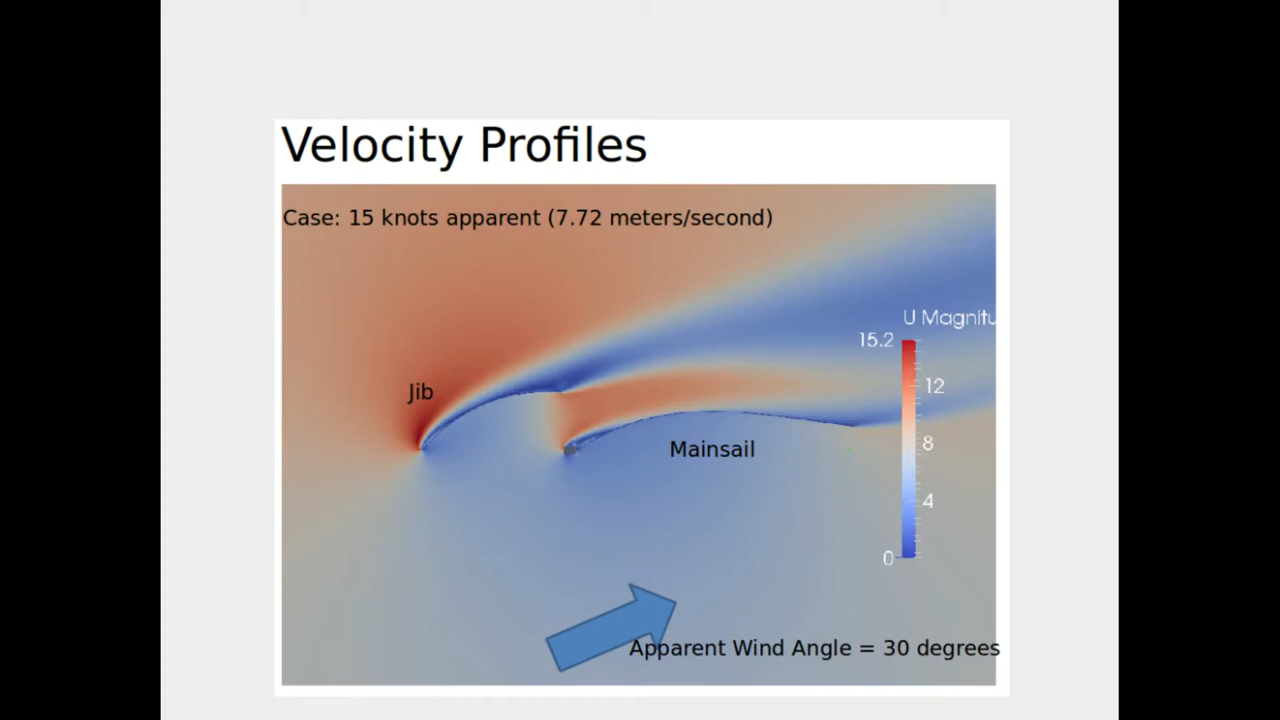 Velocity Profiles
Case: 15 knots apparent (7.72 meters/second)
U Magnitu
15.2
12
8
4
0
Jib
Mainsail
Apparent Wind Angle = 30 degrees